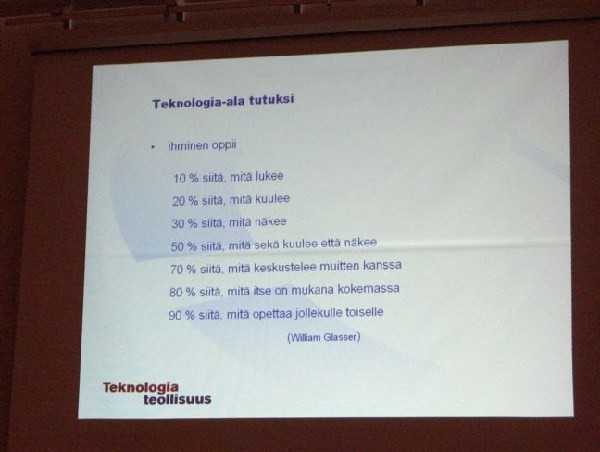 Teknologia-ala tutuksi
• ihminen oppii
10 % siitä, mitä lukee
20 % siitä, mitä kuulee
30 % siitä, mitä näkee
50 % siitä, mitä sekä kuulee että näkee
70 % siitä, mitä keskustelee muitten kanssa
80 % siitä, mitä itse on mukana kokemassa
90 % siitä, mitä opettaa jollekulle toiselle
(William Glasser)
Teknologia
teollisuus